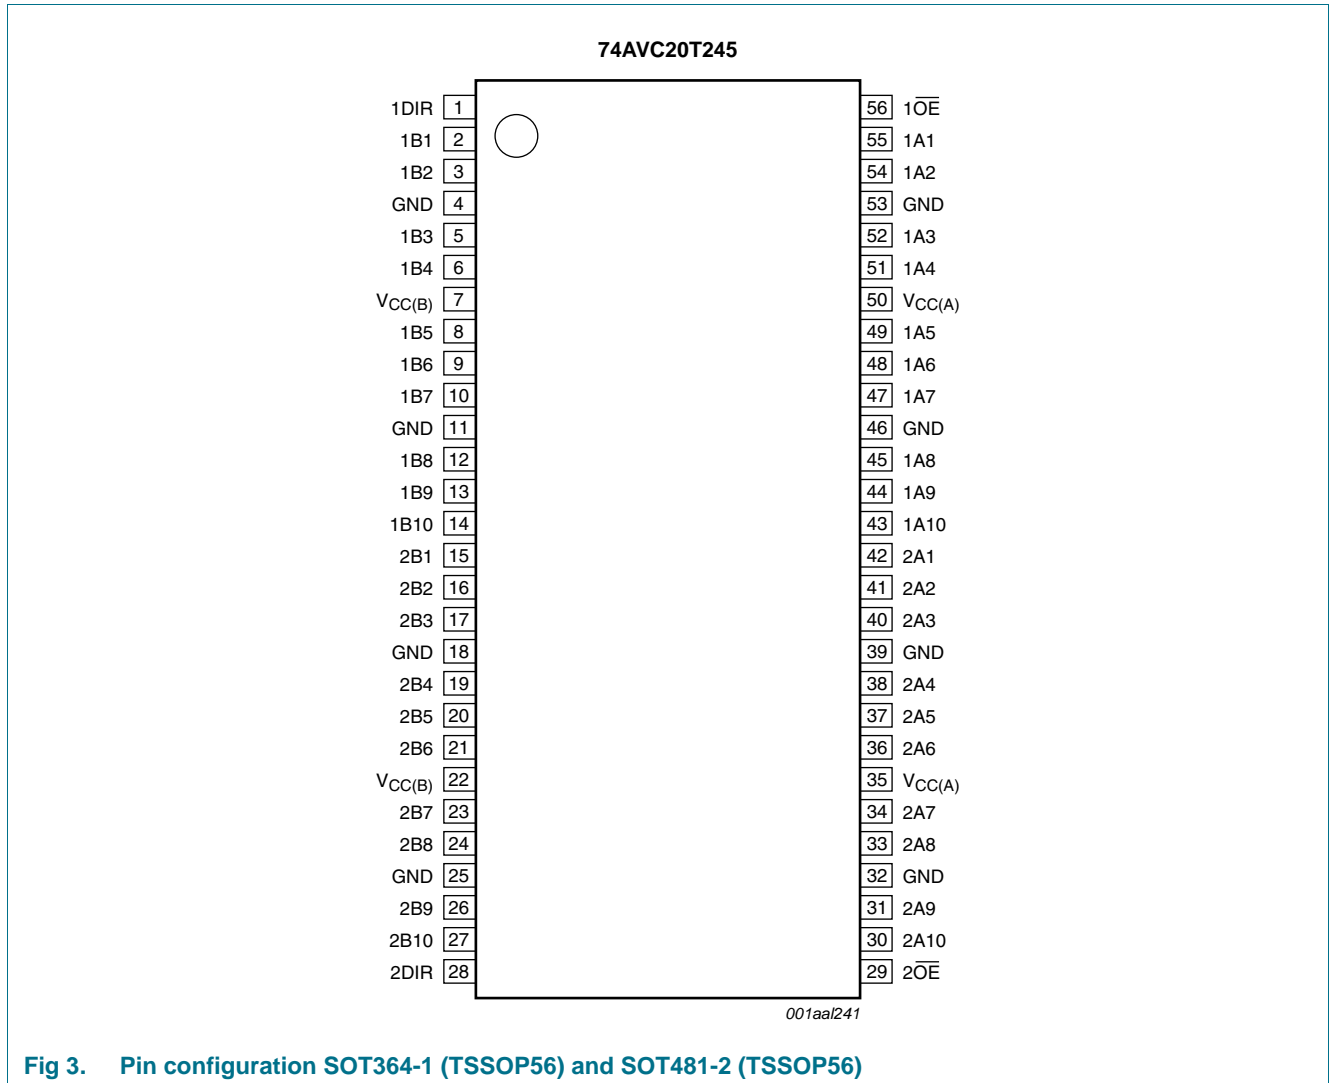 74AVC20T245
1DIR 1 56 1O̅E̅
1B1 2 55 1A1
1B2 3 54 1A2
GND 4 53 GND
1B3 5 52 1A3
1B4 6 51 1A4
VCC(B) 7 50 VCC(A)
1B5 8 49 1A5
1B6 9 48 1A6
1B7 10 47 1A7
GND 11 46 GND
1B8 12 45 1A8
1B9 13 44 1A9
1B10 14 43 1A10
2B1 15 42 2A1
2B2 16 41 2A2
2B3 17 40 2A3
GND 18 39 GND
2B4 19 38 2A4
2B5 20 37 2A5
2B6 21 36 2A6
VCC(B) 22 35 VCC(A)
2B7 23 34 2A7
2B8 24 33 2A8
GND 25 32 GND
2B9 26 31 2A9
2B10 27 30 2A10
2DIR 28 29 2O̅E̅
001aal241
Fig 3. Pin configuration SOT364-1 (TSSOP56) and SOT481-2 (TSSOP56)